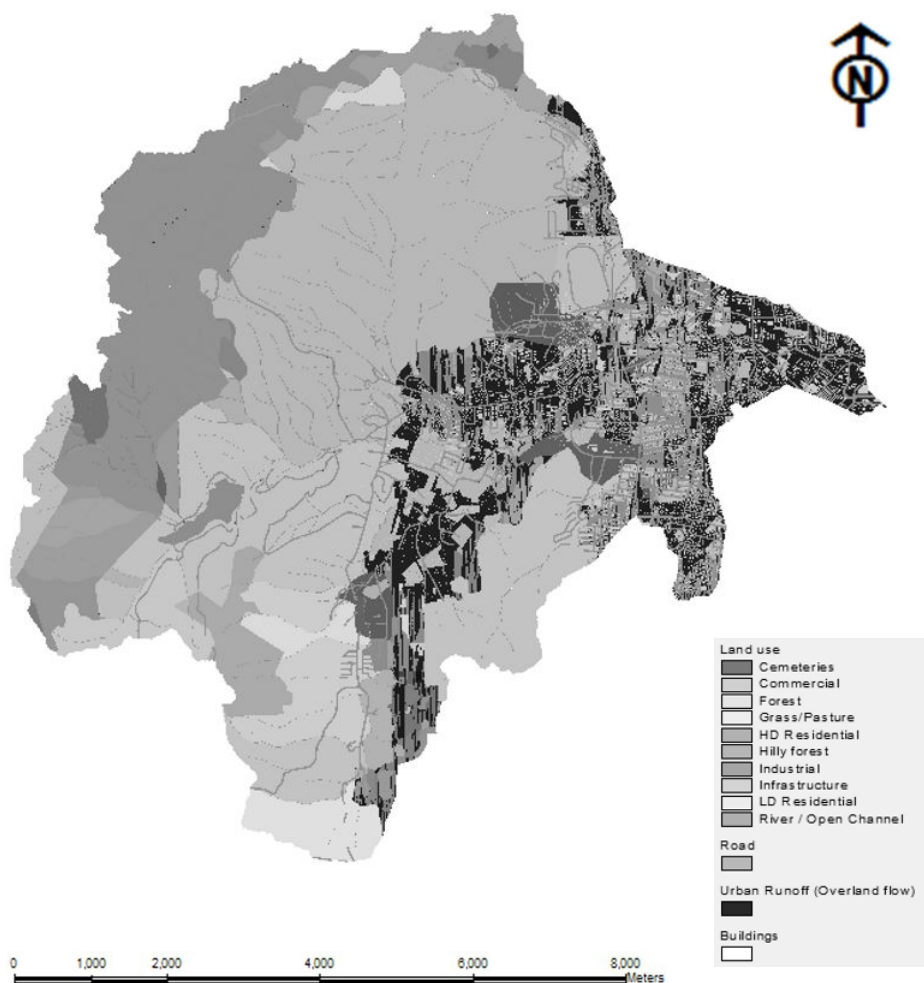 N
Land use
Cemeteries
Commercial
Forest
Grass/Pasture
HD Residential
Hilly forest
Industrial
Infrastructure
LD Residential
River / Open Channel
Road
Urban Runoff (Overland flow)
Buildings
0 1,000 2,000 4,000 6,000 8,000
Meters